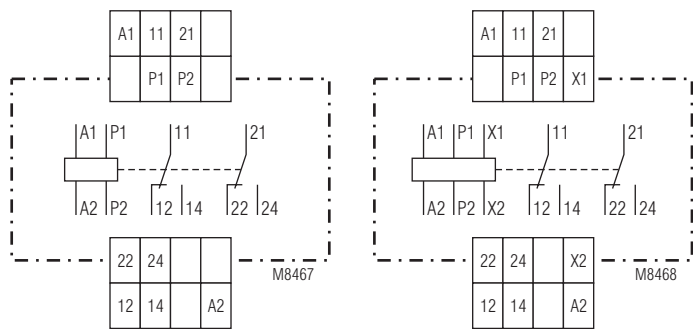 A1 11 21
P1 P2
A1 P1 11 21
A2 P2 12 14 22 24
22 24
M8467
12 14 A2
A1 11 21
P1 P2 X1
A1 P1 X1 11 21
A2 P2 X2 12 14 22 24
22 24 X2
M8468
12 14 A2